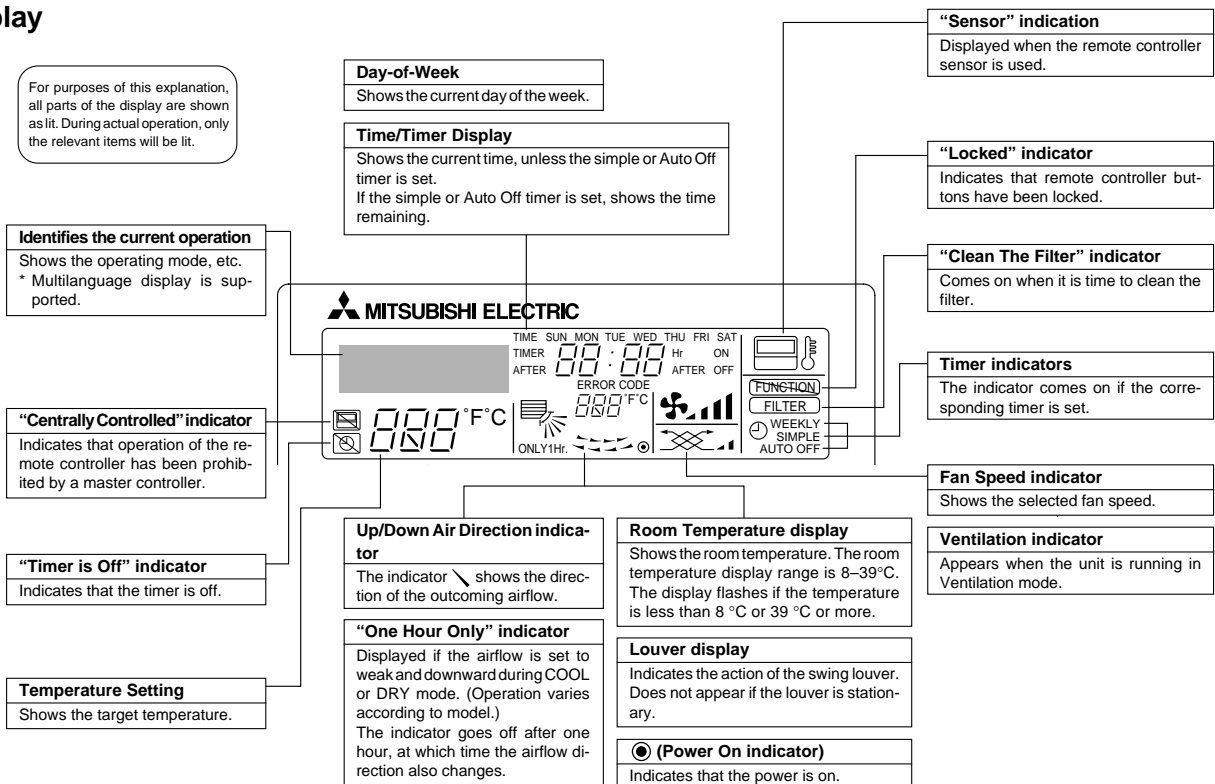 play
For purposes of this explanation,
all parts of the display are shown
as lit. During actual operation, only
the relevant items will be lit.
Identifies the current operation
Shows the operating mode, etc.
* Multilanguage display is sup-
ported.
“Centrally Controlled” indicator
Indicates that operation of the re-
mote controller has been prohib-
ited by a master controller.
“Timer is Off” indicator
Indicates that the timer is off.
Temperature Setting
Shows the target temperature.
Day-of-Week
Shows the current day of the week.
Time/Timer Display
Shows the current time, unless the simple or Auto Off
timer is set.
If the simple or Auto Off timer is set, shows the time
remaining.
MITSUBISHI ELECTRIC
TIME SUN MON TUE WED THU FRI SAT
TIMER 88:88 Hr ON
AFTER AFTER OFF
ERROR CODE
888°F°C
888°F°C
ONLY1Hr.
FUNCTION
FILTER
WEEKLY
SIMPLE
AUTO OFF
Up/Down Air Direction indica-
tor
The indicator shows the direc-
tion of the outcoming airflow.
“One Hour Only” indicator
Displayed if the airflow is set to
weak and downward during COOL
or DRY mode. (Operation varies
according to model.)
The indicator goes off after one
hour, at which time the airflow di-
rection also changes.
Room Temperature display
Shows the room temperature. The room
temperature display range is 8–39°C.
The display flashes if the temperature
is less than 8 °C or 39 °C or more.
Louver display
Indicates the action of the swing louver.
Does not appear if the louver is station-
ary.
(Power On indicator)
Indicates that the power is on.
“Sensor” indication
Displayed when the remote controller
sensor is used.
“Locked” indicator
Indicates that remote controller but-
tons have been locked.
“Clean The Filter” indicator
Comes on when it is time to clean the
filter.
Timer indicators
The indicator comes on if the corre-
sponding timer is set.
Fan Speed indicator
Shows the selected fan speed.
Ventilation indicator
Appears when the unit is running in
Ventilation mode.